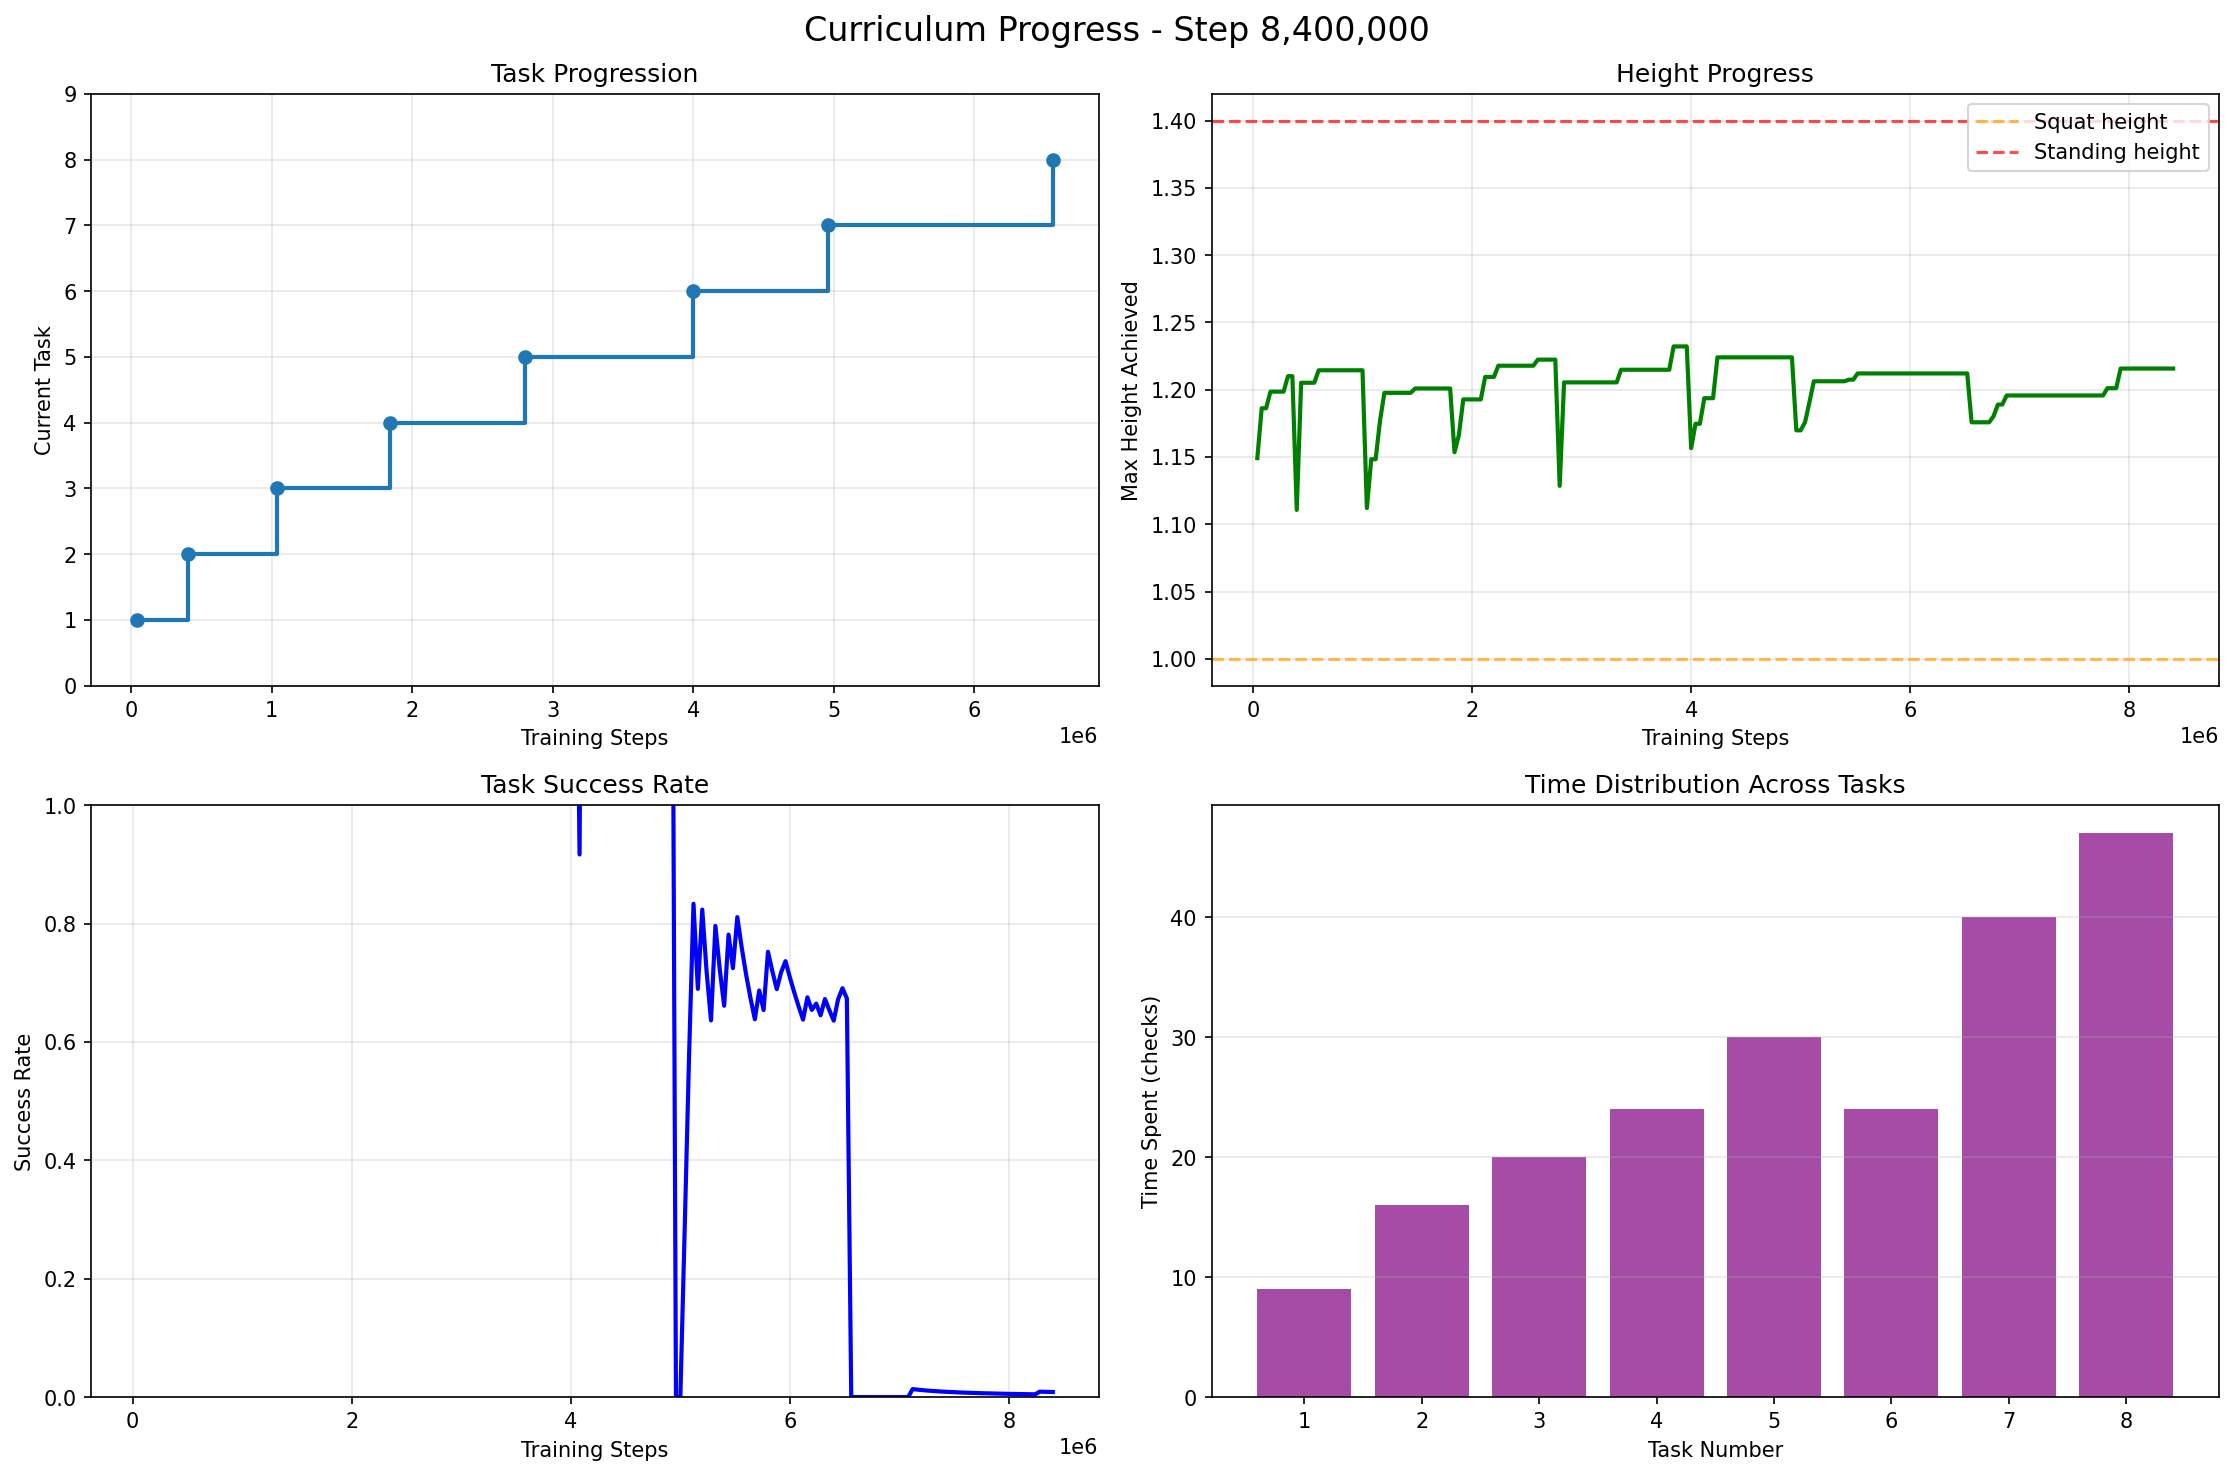 Curriculum Progress - Step 8,400,000
Task Progression
Current Task
9
8
7
6
5
4
3
2
1
0
0 1 2 3 4 5 6
1e6
Training Steps
Height Progress
Max Height Achieved
1.40
1.35
1.30
1.25
1.20
1.15
1.10
1.05
1.00
Squat height
Standing height
0 2 4 6 8
1e6
Training Steps
Task Success Rate
Success Rate
1.0
0.8
0.6
0.4
0.2
0.0
0 2 4 6 8
1e6
Training Steps
Time Distribution Across Tasks
Time Spent (checks)
40
30
20
10
0
1 2 3 4 5 6 7 8
Task Number